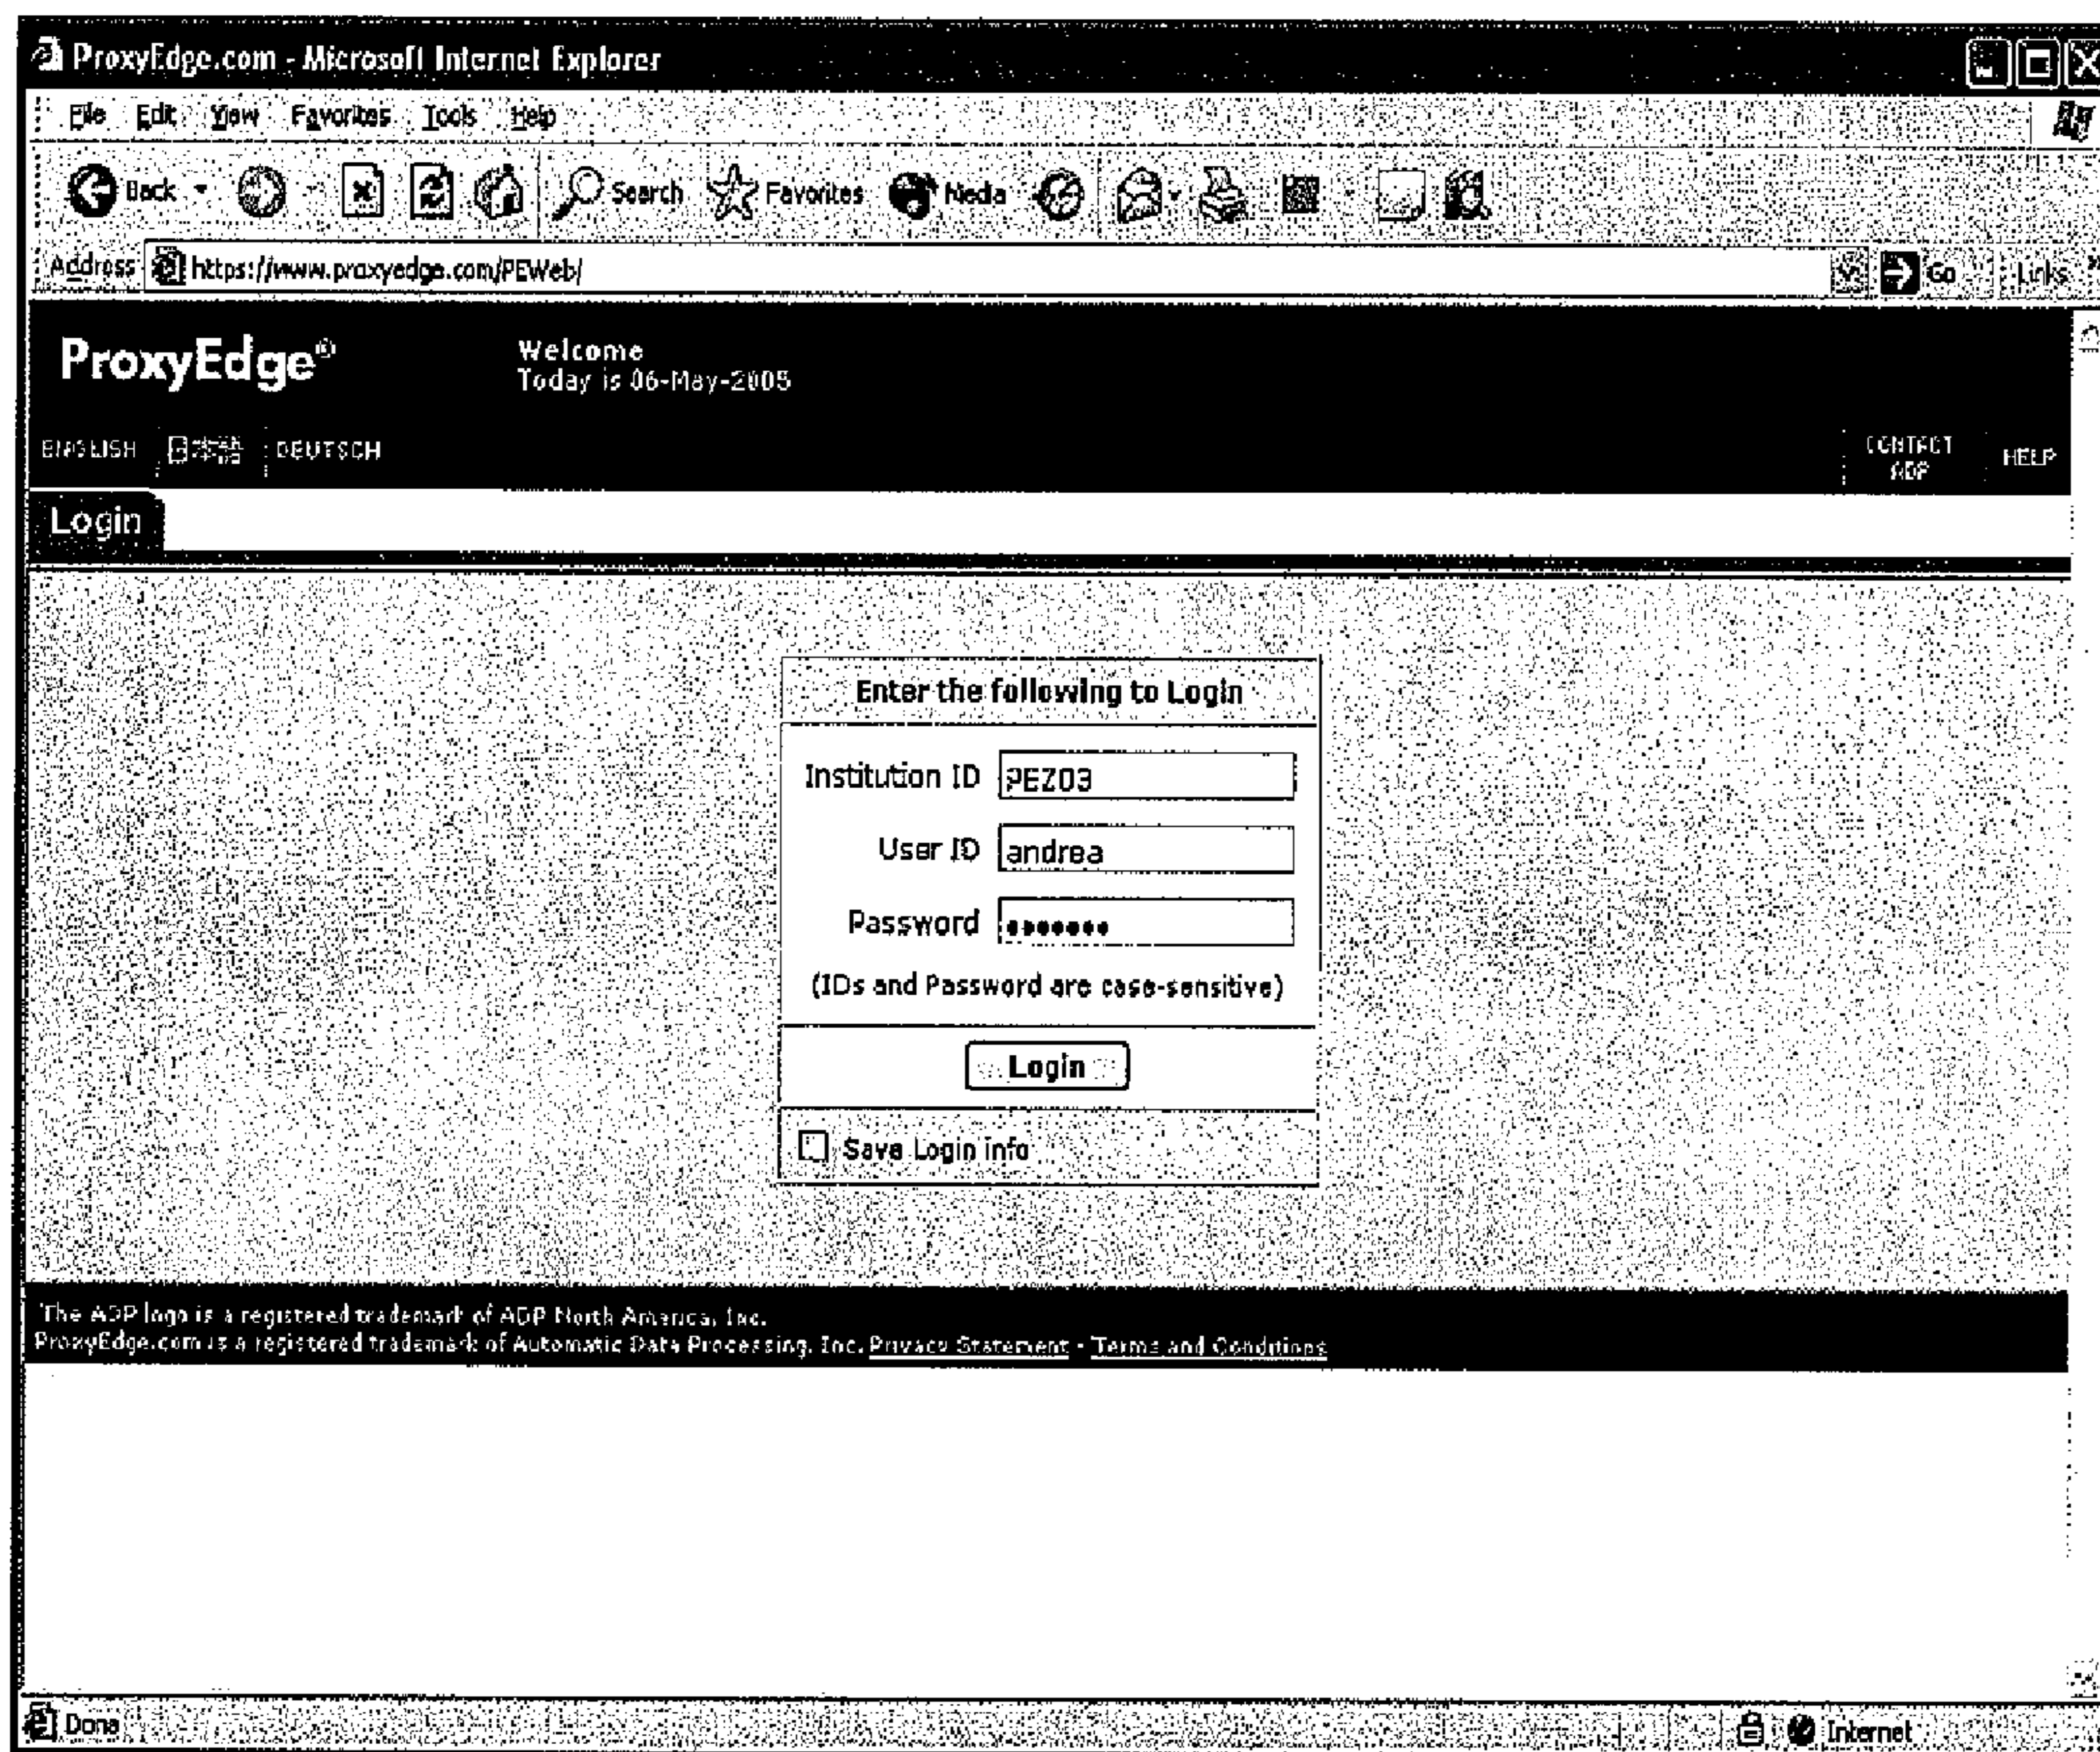 ProxyEdge.com - Microsoft Internet Explorer
File Edit View Favorites Tools Help
Back Search Favorites Media
Address https://www.proxyedge.com/PEWeb/ Go Links
ProxyEdge®
Welcome
Today is 06-May-2005
ENGLISH 日本語 DEUTSCH CONTACT ADP HELP
Login
Enter the following to Login
Institution ID PEZ03
User ID andrea
Password •••••••
(IDs and Password are case-sensitive)
Login
Save Login info
The ADP logo is a registered trademark of ADP North America, Inc.
ProxyEdge.com is a registered trademark of Automatic Data Processing, Inc. Privacy Statement - Terms and Conditions
Done Internet